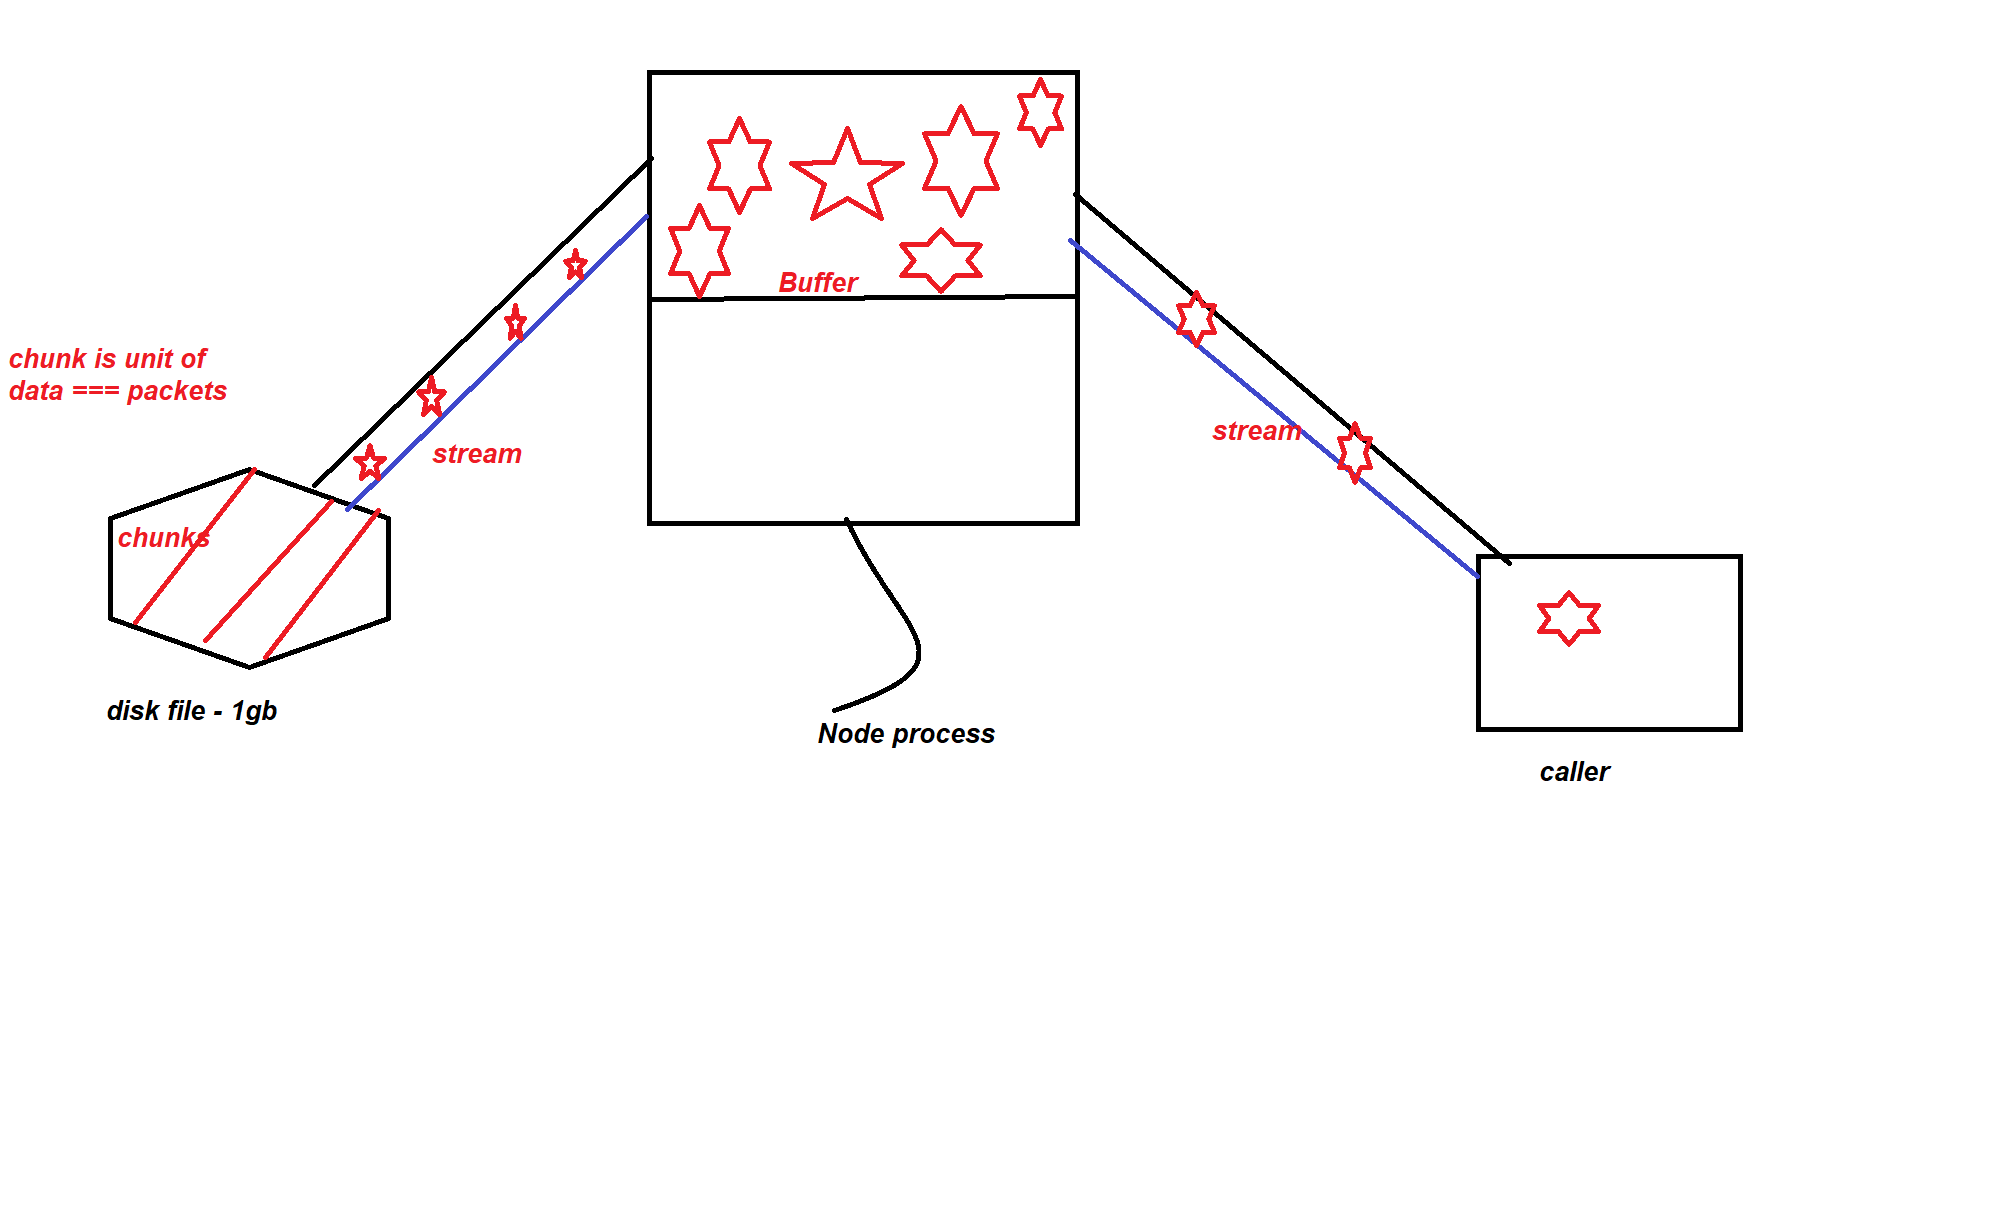 Buffer
chunk is unit of
data === packets
stream
stream
chunks
disk file - 1gb
Node process
caller